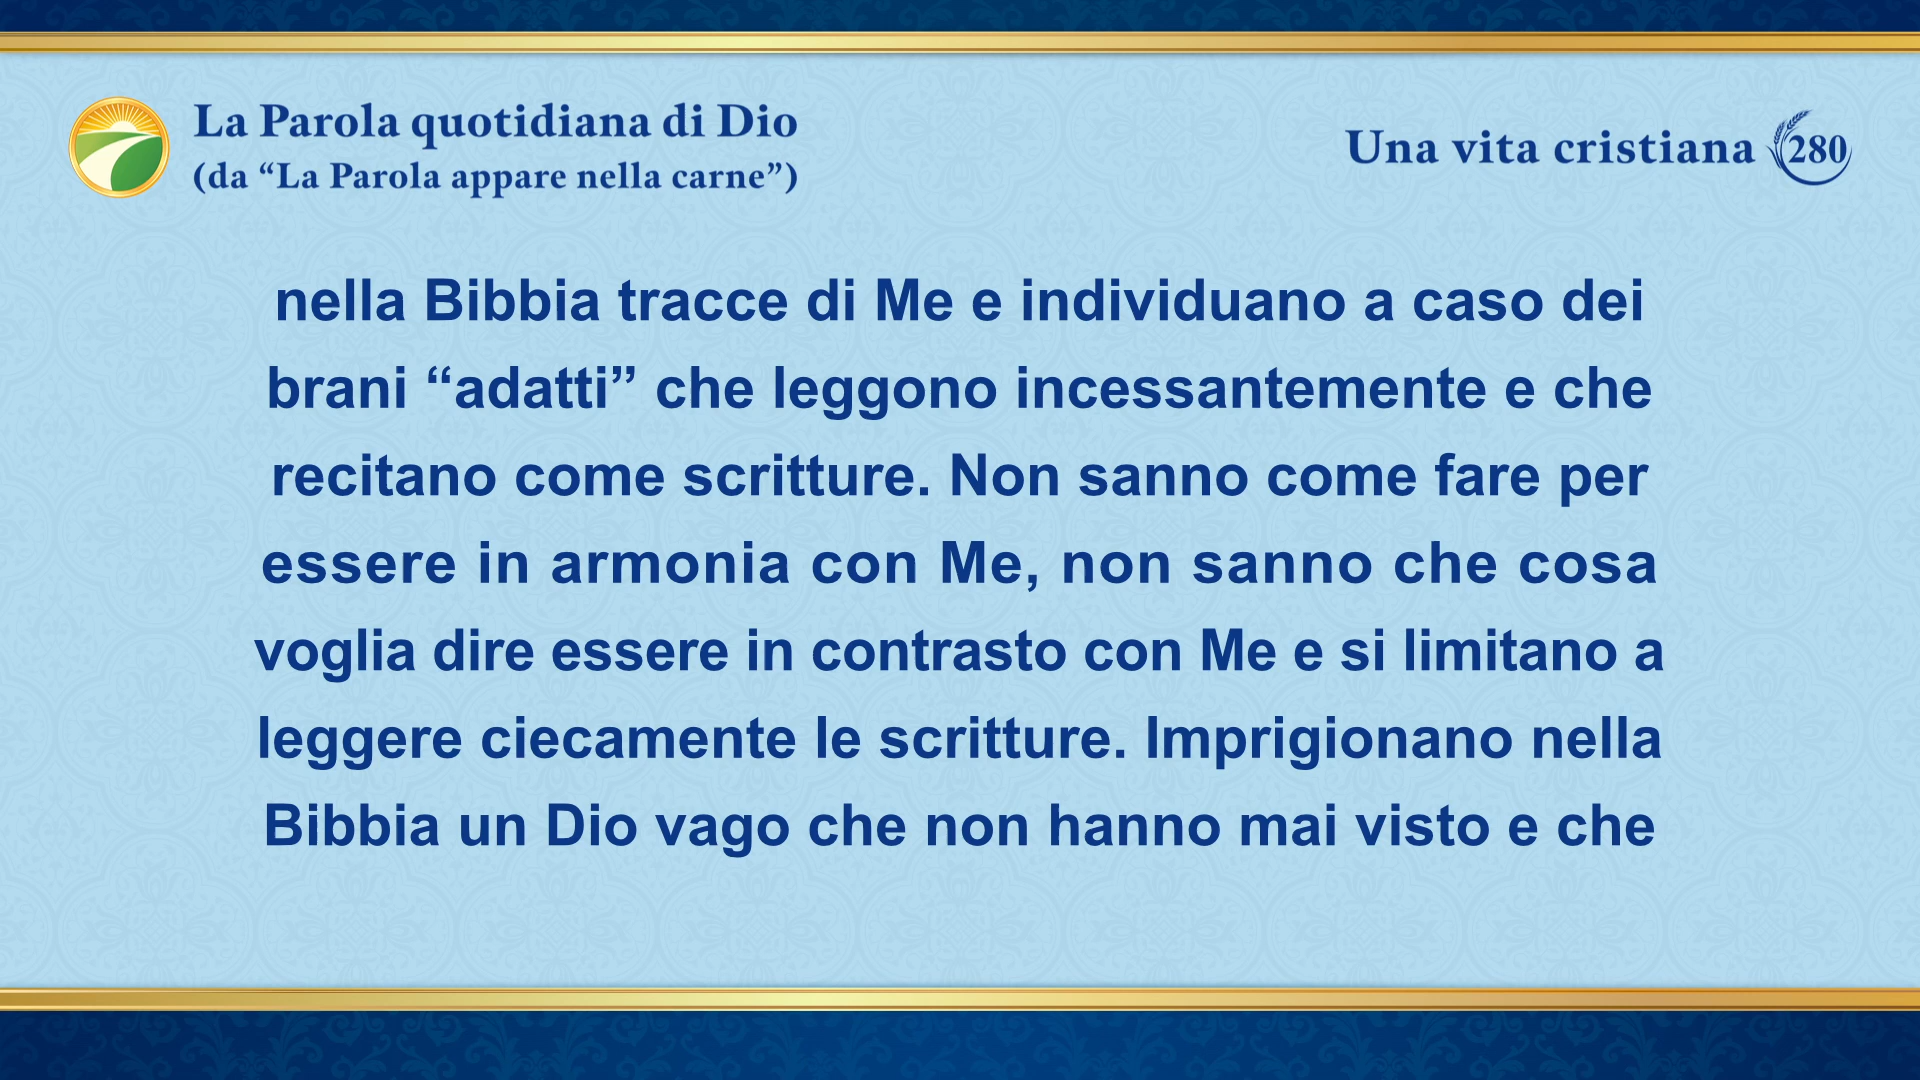 La Parola quotidiana di Dio
(da “La Parola appare nella carne”)
Una vita cristiana 280
nella Bibbia tracce di Me e individuano a caso dei
brani “adatti” che leggono incessantemente e che
recitano come scritture. Non sanno come fare per
essere in armonia con Me, non sanno che cosa
voglia dire essere in contrasto con Me e si limitano a
leggere ciecamente le scritture. Imprigionano nella
Bibbia un Dio vago che non hanno mai visto e che